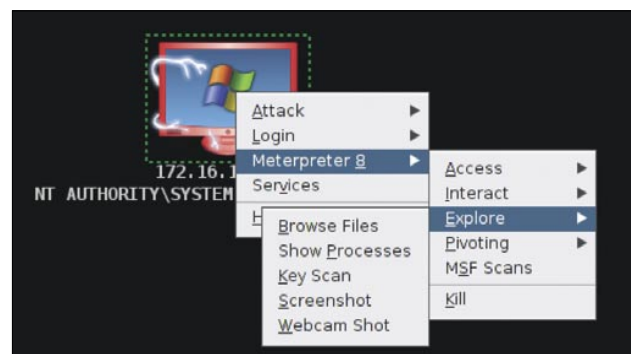 172.16.1
NT AUTHORITY\SYSTEM
Attack
Login
Meterpreter 8
Services
H
Access
Interact
Explore
Pivoting
MSF Scans
Kill
Browse Files
Show Processes
Key Scan
Screenshot
Webcam Shot